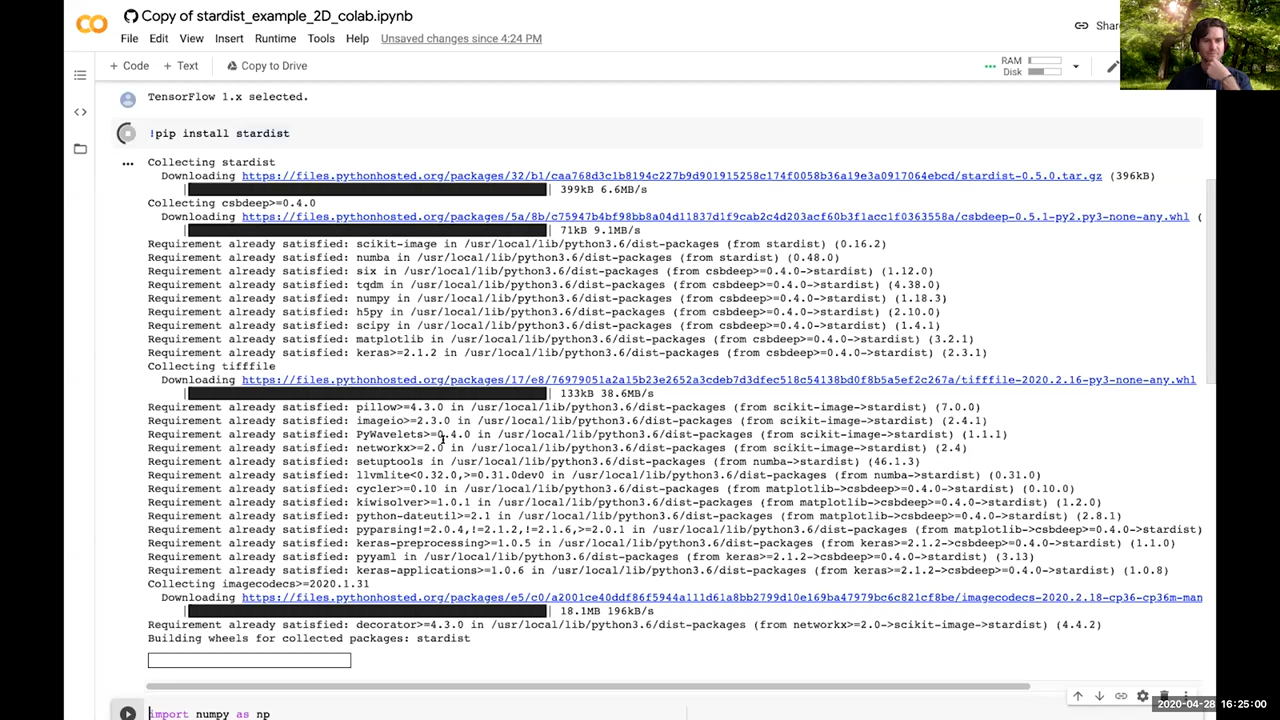 Copy of stardist_example_2D_colab.ipynb
File Edit View Insert Runtime Tools Help Unsaved changes since 4:24 PM
Shar
+ Code + Text Copy to Drive
RAM
Disk
TensorFlow 1.x selected.
!pip install stardist
Collecting stardist
Downloading https://files.pythonhosted.org/packages/32/b1/caa768d3c1b8194c227b9d901915258c174f0058b36a19e3a0917064ebcd/stardist-0.5.0.tar.gz (396kB)
399kB 6.6MB/s
Collecting csbdeep>=0.4.0
Downloading https://files.pythonhosted.org/packages/5a/8b/c75947b4bf98bb8a04d11837d1f9cab2c4d203acf60b3f1acc1f0363558a/csbdeep-0.5.1-py2.py3-none-any.whl (
71kB 9.1MB/s
Requirement already satisfied: scikit-image in /usr/local/lib/python3.6/dist-packages (from stardist) (0.16.2)
Requirement already satisfied: numba in /usr/local/lib/python3.6/dist-packages (from stardist) (0.48.0)
Requirement already satisfied: six in /usr/local/lib/python3.6/dist-packages (from csbdeep>=0.4.0->stardist) (1.12.0)
Requirement already satisfied: tqdm in /usr/local/lib/python3.6/dist-packages (from csbdeep>=0.4.0->stardist) (4.38.0)
Requirement already satisfied: numpy in /usr/local/lib/python3.6/dist-packages (from csbdeep>=0.4.0->stardist) (1.18.3)
Requirement already satisfied: h5py in /usr/local/lib/python3.6/dist-packages (from csbdeep>=0.4.0->stardist) (2.10.0)
Requirement already satisfied: scipy in /usr/local/lib/python3.6/dist-packages (from csbdeep>=0.4.0->stardist) (1.4.1)
Requirement already satisfied: matplotlib in /usr/local/lib/python3.6/dist-packages (from csbdeep>=0.4.0->stardist) (3.2.1)
Requirement already satisfied: keras>=2.1.2 in /usr/local/lib/python3.6/dist-packages (from csbdeep>=0.4.0->stardist) (2.3.1)
Collecting tifffile
Downloading https://files.pythonhosted.org/packages/17/e8/76979051a2a15b23e2652a3cdeb7d3dfec518c54138bd0f8b5a5ef2c267a/tifffile-2020.2.16-py3-none-any.whl
133kB 38.6MB/s
Requirement already satisfied: pillow>=4.3.0 in /usr/local/lib/python3.6/dist-packages (from scikit-image->stardist) (7.0.0)
Requirement already satisfied: imageio>=2.3.0 in /usr/local/lib/python3.6/dist-packages (from scikit-image->stardist) (2.4.1)
Requirement already satisfied: PyWavelets>=0.4.0 in /usr/local/lib/python3.6/dist-packages (from scikit-image->stardist) (1.1.1)
Requirement already satisfied: networkx>=2.0 in /usr/local/lib/python3.6/dist-packages (from scikit-image->stardist) (2.4)
Requirement already satisfied: setuptools in /usr/local/lib/python3.6/dist-packages (from numba->stardist) (46.1.3)
Requirement already satisfied: llvmlite<0.32.0,>=0.31.0dev0 in /usr/local/lib/python3.6/dist-packages (from numba->stardist) (0.31.0)
Requirement already satisfied: cycler>=0.10 in /usr/local/lib/python3.6/dist-packages (from matplotlib->csbdeep>=0.4.0->stardist) (0.10.0)
Requirement already satisfied: kiwisolver>=1.0.1 in /usr/local/lib/python3.6/dist-packages (from matplotlib->csbdeep>=0.4.0->stardist) (1.2.0)
Requirement already satisfied: python-dateutil>=2.1 in /usr/local/lib/python3.6/dist-packages (from matplotlib->csbdeep>=0.4.0->stardist) (2.8.1)
Requirement already satisfied: pyparsing!=2.0.4,!=2.1.2,!=2.1.6,>=2.0.1 in /usr/local/lib/python3.6/dist-packages (from matplotlib->csbdeep>=0.4.0->stardist)
Requirement already satisfied: keras-preprocessing>=1.0.5 in /usr/local/lib/python3.6/dist-packages (from keras>=2.1.2->csbdeep>=0.4.0->stardist) (1.1.0)
Requirement already satisfied: pyyaml in /usr/local/lib/python3.6/dist-packages (from keras>=2.1.2->csbdeep>=0.4.0->stardist) (3.13)
Requirement already satisfied: keras-applications>=1.0.6 in /usr/local/lib/python3.6/dist-packages (from keras>=2.1.2->csbdeep>=0.4.0->stardist) (1.0.8)
Collecting imagecodecs>=2020.1.31
Downloading https://files.pythonhosted.org/packages/e5/c0/a2001ce40ddf86f5944a111d61a8bb2799d10e169ba47979bc6c821cf8be/imagecodecs-2020.2.18-cp36-cp36m-man
18.1MB 196kB/s
Requirement already satisfied: decorator>=4.3.0 in /usr/local/lib/python3.6/dist-packages (from networkx>=2.0->scikit-image->stardist) (4.4.2)
Building wheels for collected packages: stardist
import numpy as np
2020-04-28 16:25:00